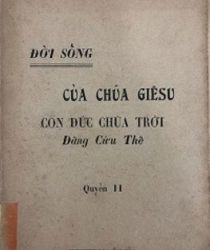 ĐỜI SỐNG
CỦA CHÚA GIÊSU
CON ĐỨC CHÚA TRỜI
Đấng Cứu Thế
Quyển II